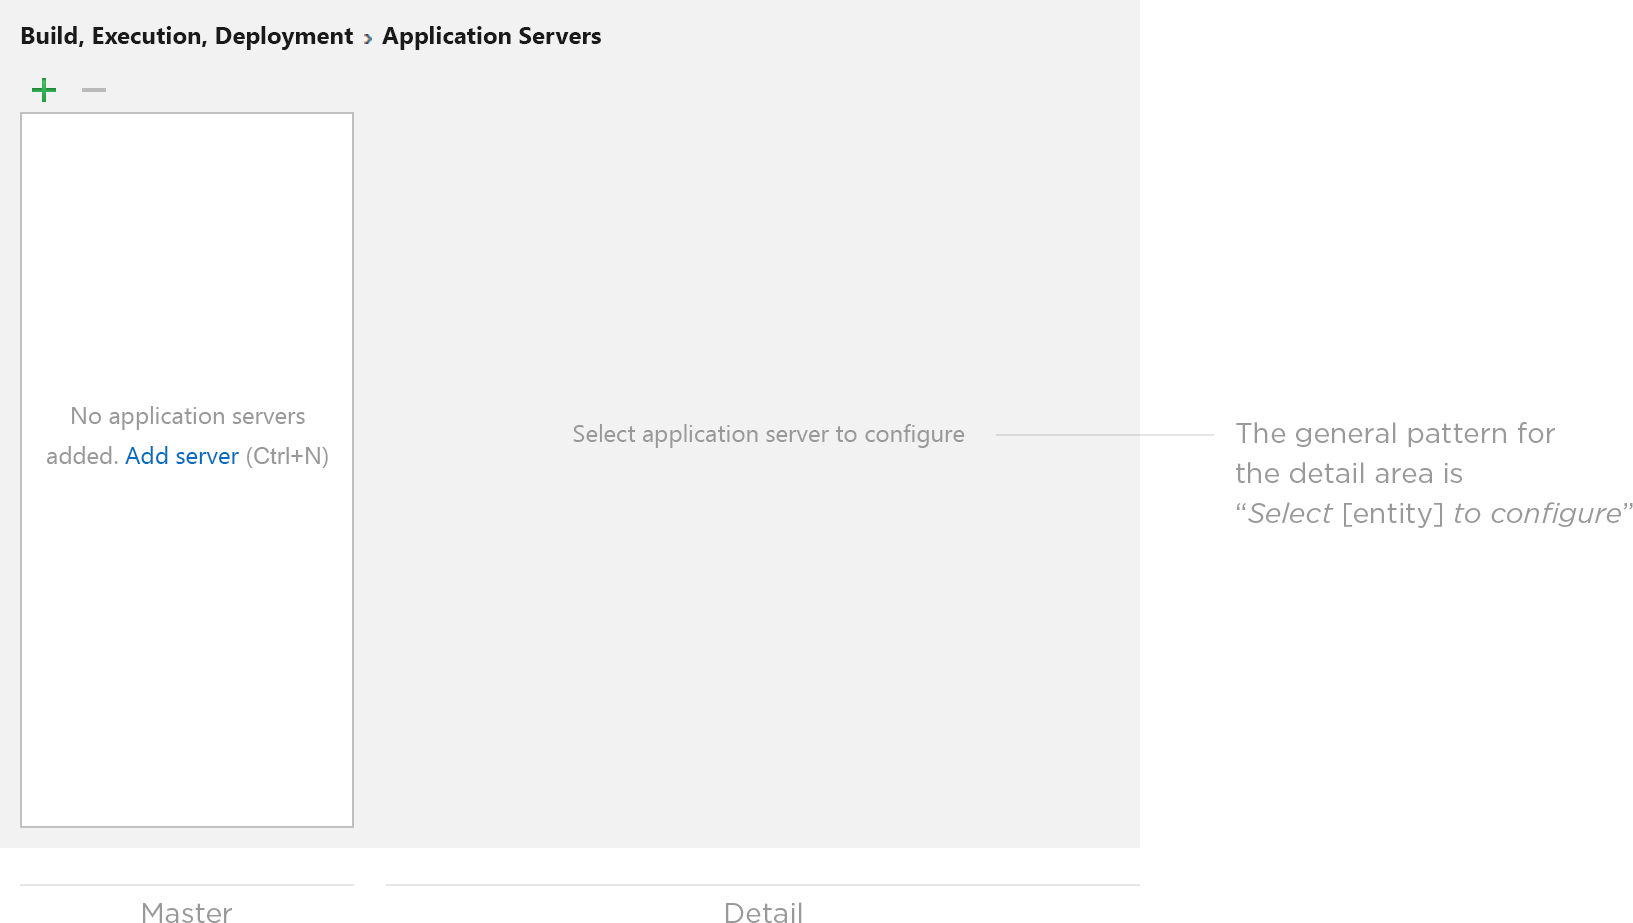 Build, Execution, Deployment › Application Servers
No application servers
added. Add server (Ctrl+N)
Select application server to configure
The general pattern for
the detail area is
“Select [entity] to configure”
Master
Detail